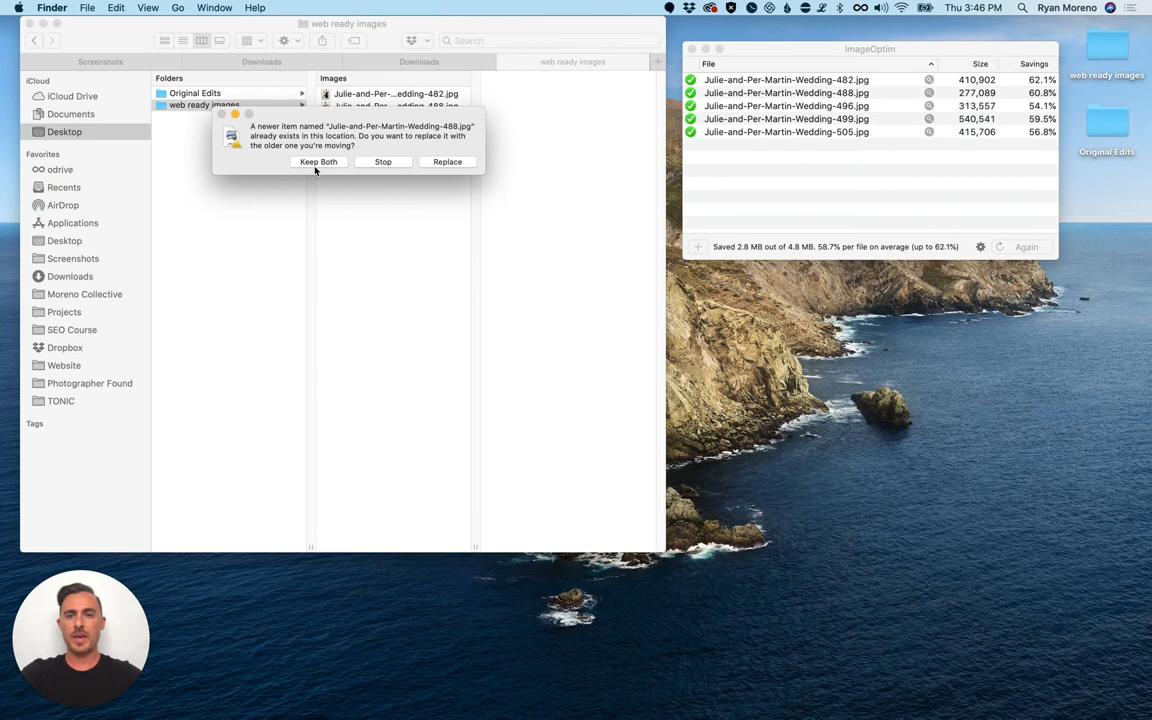 Finder File Edit View Go Window Help
Thu 3:46 PM Ryan Moreno
web ready images
Search
Screenshots Downloads Downloads web ready images
iCloud
iCloud Drive
Documents
Desktop
Favorites
odrive
Recents
AirDrop
Applications
Desktop
Screenshots
Downloads
Moreno Collective
Projects
SEO Course
Dropbox
Website
Photographer Found
TONIC
Tags
Folders
Original Edits
web ready images
Images
Julie-and-Per-...edding-482.jpg
A newer item named “Julie-and-Per-Martin-Wedding-488.jpg”
already exists in this location. Do you want to replace it with
the older one you’re moving?
Keep Both Stop Replace
ImageOptim
File Size Savings
Julie-and-Per-Martin-Wedding-482.jpg 410,902 62.1%
Julie-and-Per-Martin-Wedding-488.jpg 277,089 60.8%
Julie-and-Per-Martin-Wedding-496.jpg 313,557 54.1%
Julie-and-Per-Martin-Wedding-499.jpg 540,541 59.5%
Julie-and-Per-Martin-Wedding-505.jpg 415,706 56.8%
Saved 2.8 MB out of 4.8 MB. 58.7% per file on average (up to 62.1%)
Again
web ready images
Original Edits